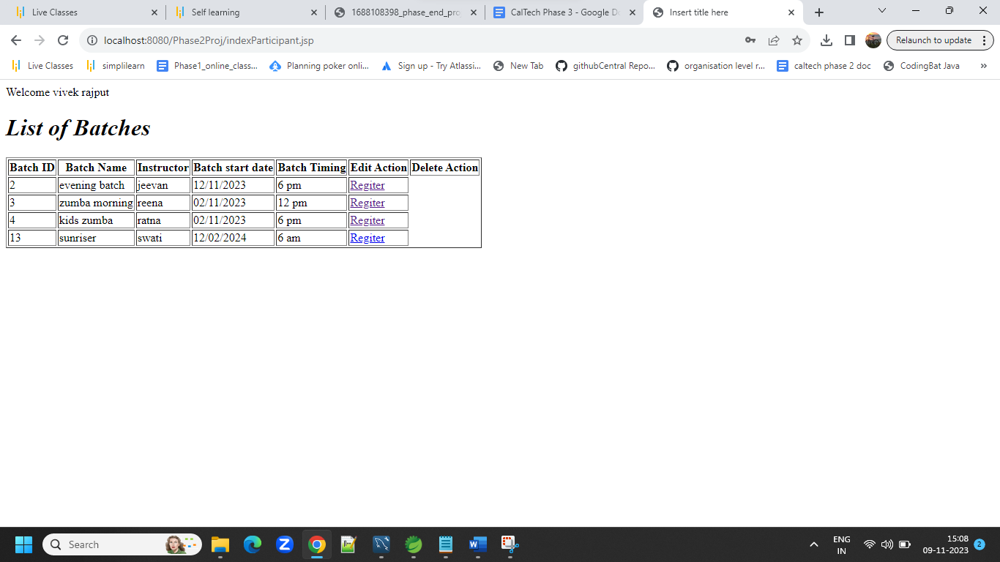 Live Classes Self learning 1688108398_phase_end_pro CalTech Phase 3 - Google Do Insert title here
localhost:8080/Phase2Proj/indexParticipant.jsp Relaunch to update
Live Classes simplilearn Phase1_online_class... Planning poker onli... Sign up - Try Atlassi... New Tab githubCentral Repo... organisation level r... caltech phase 2 doc CodingBat Java »
Welcome vivek rajput
List of Batches
Batch ID Batch Name Instructor Batch start date Batch Timing Edit Action Delete Action
2 evening batch jeevan 12/11/2023 6 pm Regiter
3 zumba morning reena 02/11/2023 12 pm Regiter
4 kids zumba ratna 02/11/2023 6 pm Regiter
13 sunriser swati 12/02/2024 6 am Regiter
Search ENG 15:08
IN 09-11-2023 2